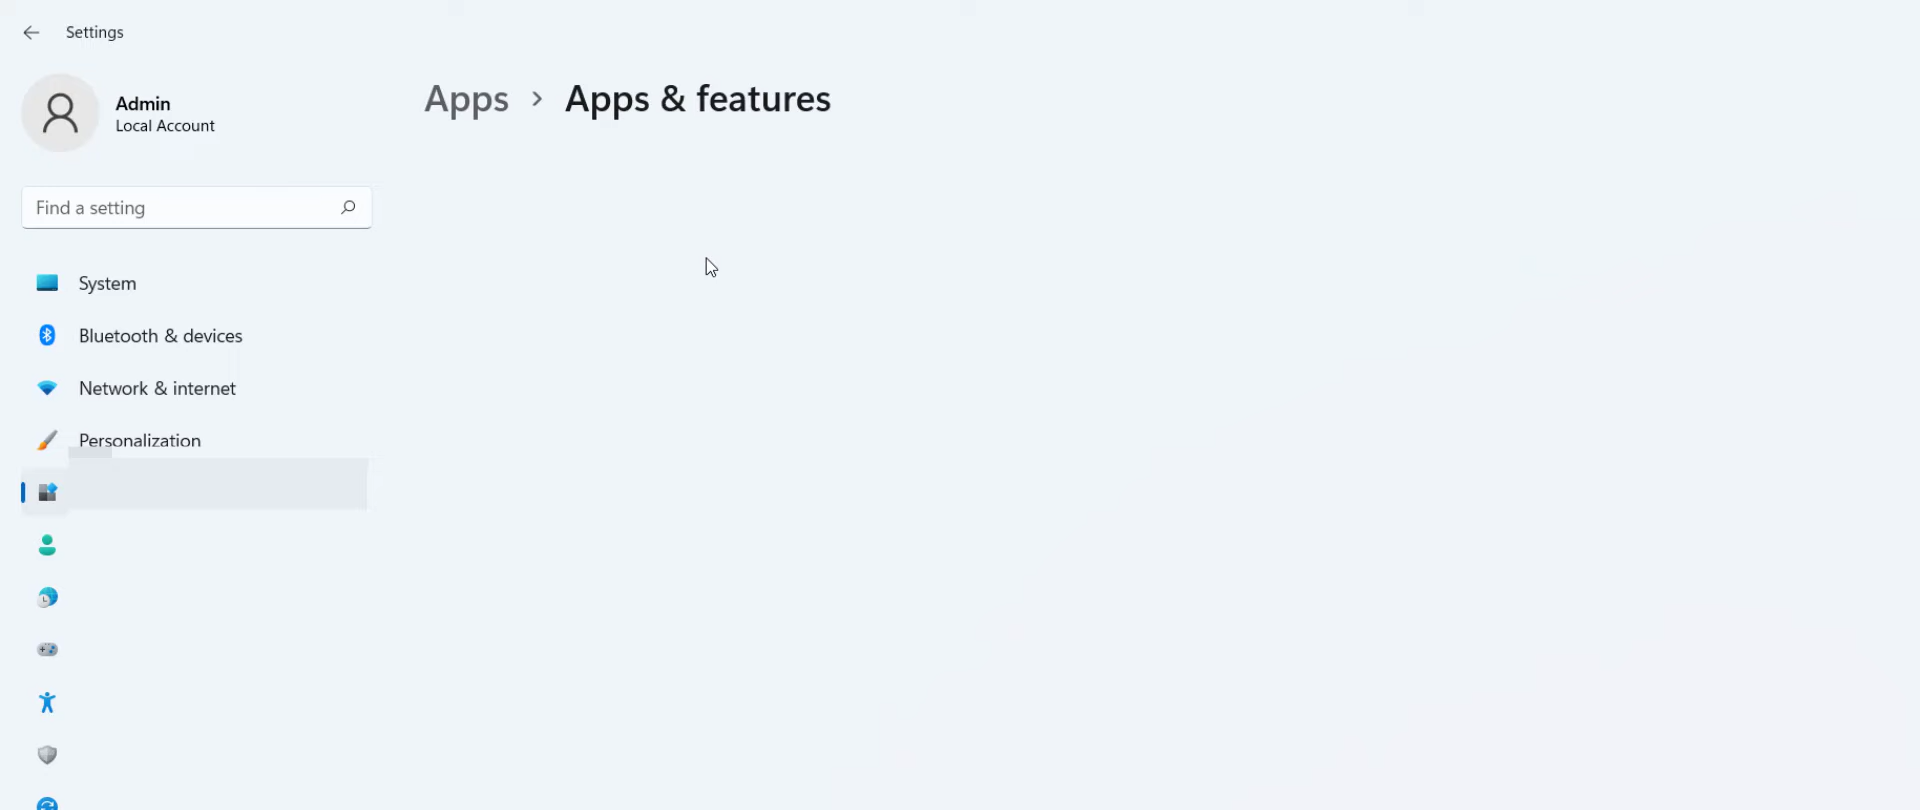 Settings
Admin
Local Account
Apps > Apps & features
Find a setting
System
Bluetooth & devices
Network & internet
Personalization